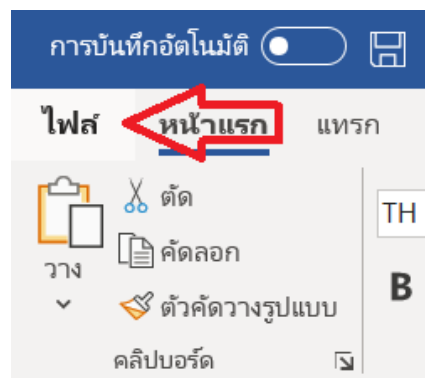 การบันทึกอัตโนมัติ
ไฟล์ หน้าแรก แทรก
ตัด
คัดลอก
วาง
ตัวคัดวางรูปแบบ
คลิปบอร์ด
TH
B